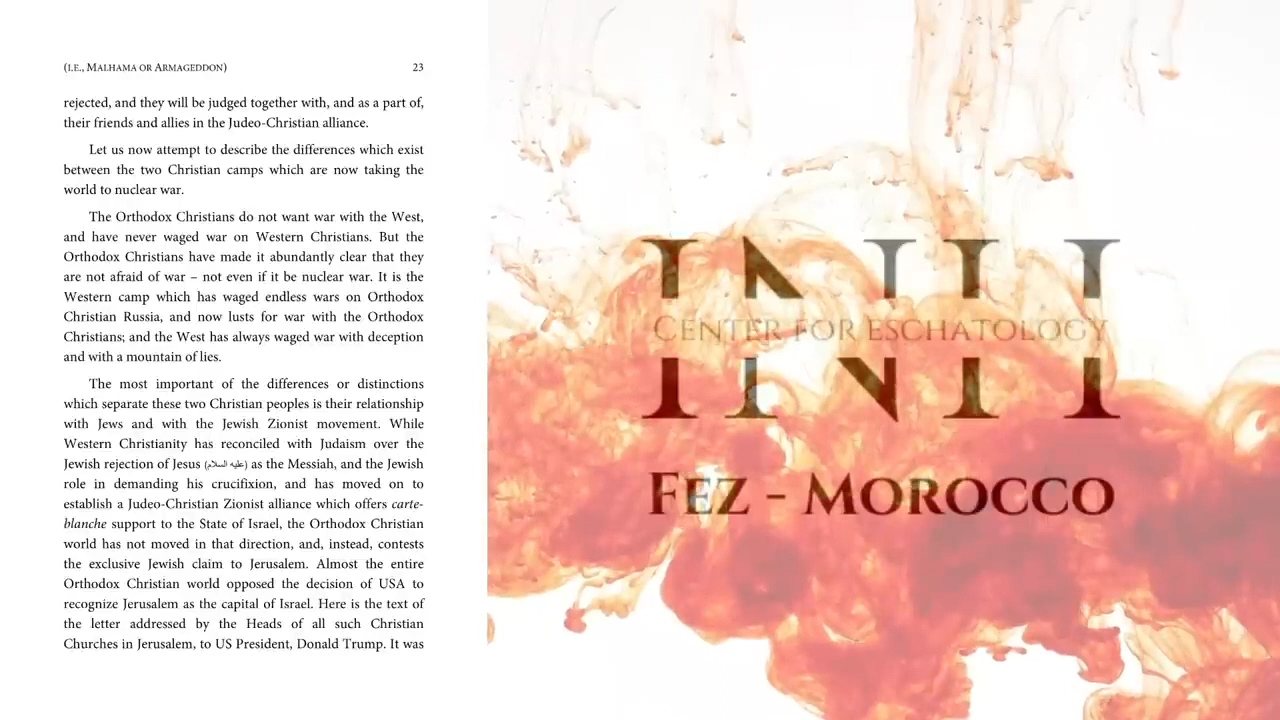 (I.E., MALHAMA OR ARMAGEDDON) 23
rejected, and they will be judged together with, and as a part of,
their friends and allies in the Judeo-Christian alliance.
Let us now attempt to describe the differences which exist
between the two Christian camps which are now taking the
world to nuclear war.
The Orthodox Christians do not want war with the West,
and have never waged war on Western Christians. But the
Orthodox Christians have made it abundantly clear that they
are not afraid of war – not even if it be nuclear war. It is the
Western camp which has waged endless wars on Orthodox
Christian Russia, and now lusts for war with the Orthodox
Christians; and the West has always waged war with deception
and with a mountain of lies.
The most important of the differences or distinctions
which separate these two Christian peoples is their relationship
with Jews and with the Jewish Zionist movement. While
Western Christianity has reconciled with Judaism over the
Jewish rejection of Jesus (عليه السلام) as the Messiah, and the Jewish
role in demanding his crucifixion, and has moved on to
establish a Judeo-Christian Zionist alliance which offers carte-
blanche support to the State of Israel, the Orthodox Christian
world has not moved in that direction, and, instead, contests
the exclusive Jewish claim to Jerusalem. Almost the entire
Orthodox Christian world opposed the decision of USA to
recognize Jerusalem as the capital of Israel. Here is the text of
the letter addressed by the Heads of all such Christian
Churches in Jerusalem, to US President, Donald Trump. It was
INH
CENTER FOR ESCHATOLOGY
FEZ - MOROCCO